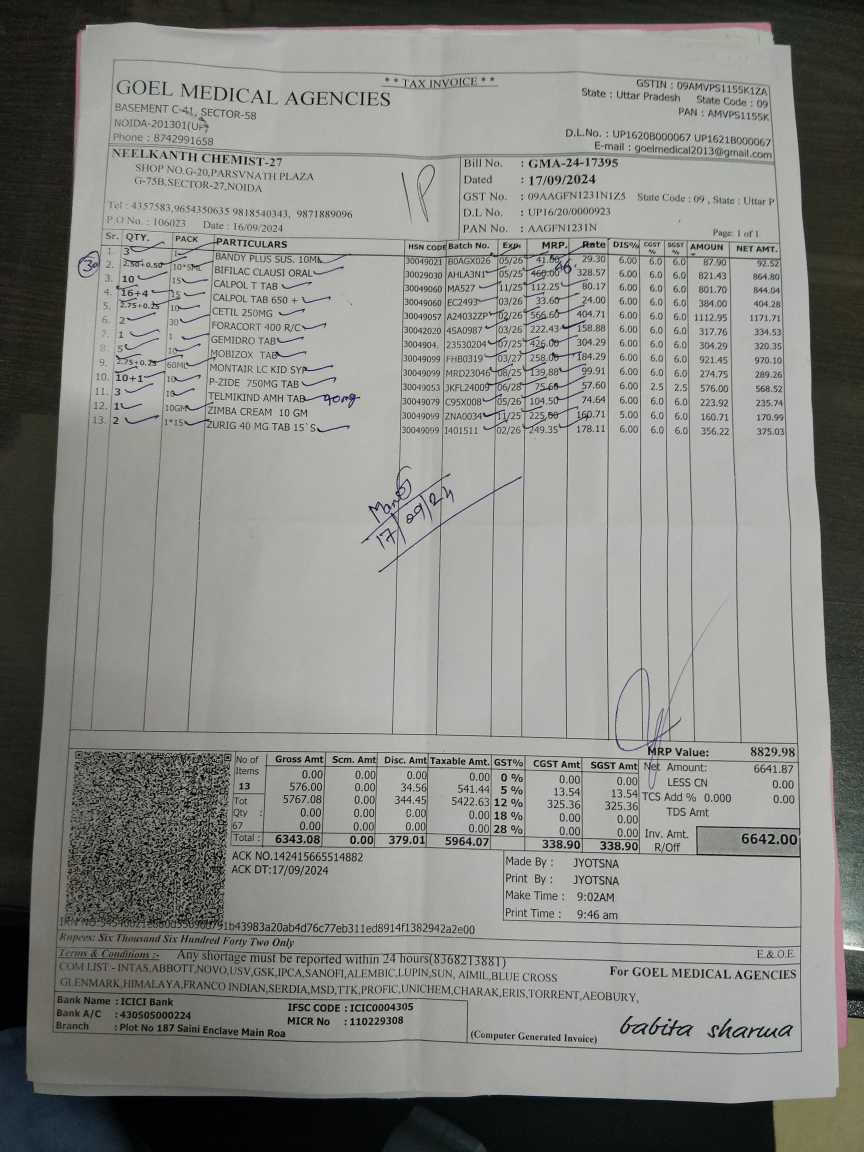 * * TAX INVOICE * *
GOEL MEDICAL AGENCIES
BASEMENT C-41, SECTOR-58
NOIDA-201301(UP)
Phone : 8742991658
GSTIN : 09AMVPS1155K1ZA
State : Uttar Pradesh State Code : 09
PAN : AMVPS1155K
D.L.No. : UP1620B000067 UP1621B000067
E-mail : goelmedical2013@gmail.com
NEELKANTH CHEMIST-27
SHOP NO.G-20,PARSVNATH PLAZA
G-75B,SECTOR-27,NOIDA
Tel : 4357583,9654350635 9818540343, 9871889096
P.O No. : 106023 Date : 16/09/2024
IP
Bill No. : GMA-24-17395
Dated : 17/09/2024
GST No. : 09AAGFN1231N1Z5 State Code : 09 , State : Uttar P
D.L No. : UP16/20/0000923
PAN No. : AAGFN1231N
Page: 1 of 1
Sr. QTY. PACK PARTICULARS HSN CODE Batch No. Exp MRP. Rate DIS% CGST % SGST % AMOUN NET AMT.
1. 3 1 BANDY PLUS SUS. 10ML 30049021 B0AGX026 05/26 41.00 29.30 6.00 6.0 6.0 87.90 92.52
30 2. 2.50+0.50 10*5ML BIFILAC CLAUSI ORAL 30029030 AHLA3N1 05/25 460.00 328.57 6.00 6.0 6.0 821.43 864.80
3. 10 15 CALPOL T TAB 30049060 MA527 11/25 112.25 80.17 6.00 6.0 6.0 801.70 844.04
4. 16+4 15 CALPOL TAB 650 + 30049060 EC2493 03/26 33.60 24.00 6.00 6.0 6.0 384.00 404.28
5. 2.75+0.25 10 CETIL 250MG 30049057 A24032ZP 02/26 566.60 404.71 6.00 6.0 6.0 1112.95 1171.71
6. 2 30 FORACORT 400 R/C 30042020 4SA0987 03/26 222.43 158.88 6.00 6.0 6.0 317.76 334.53
7. 1 1 GEMIDRO TAB 3004904. 23530204 07/25 426.00 304.29 6.00 6.0 6.0 304.29 320.35
8. 5 10 MOBIZOX TAB 30049099 FHB0319 03/27 258.00 184.29 6.00 6.0 6.0 921.45 970.10
9. 2.75+0.25 60ML MONTAIR LC KID SYP 30049099 MRD23046 08/25 139.88 99.91 6.00 6.0 6.0 274.75 289.26
10. 10+1 10 P-ZIDE 750MG TAB 30049053 JKFL24009 06/28 75.60 57.60 6.00 2.5 2.5 576.00 568.52
11. 3 10 TELMIKIND AMH TAB 40mg 30049079 C95X008 05/26 104.50 74.64 6.00 6.0 6.0 223.92 235.74
12. 1 10GM ZIMBA CREAM 10 GM 30049099 ZNA0034 11/25 225.00 160.71 5.00 6.0 6.0 160.71 170.99
13. 2 1*15 ZURIG 40 MG TAB 15`S 30049099 I401511 02/26 249.35 178.11 6.00 6.0 6.0 356.22 375.03
17/09/24
MRP Value: 8829.98
No of Items Gross Amt Scm. Amt Disc. Amt Taxable Amt. GST% CGST Amt SGST Amt Net Amount: 6641.87
0.00 0.00 0.00 0.00 0 % 0.00 0.00 LESS CN 0.00
13 576.00 0.00 34.56 541.44 5 % 13.54 13.54 TCS Add % 0.000 0.00
Tot 5767.08 0.00 344.45 5422.63 12 % 325.36 325.36 TDS Amt
Qty : 0.00 0.00 0.00 0.00 18 % 0.00 0.00
67 0.00 0.00 0.00 0.00 28 % 0.00 0.00 Inv. Amt. 6642.00
Total : 6343.08 0.00 379.01 5964.07 338.90 338.90 R/Off
ACK NO.142415665514882
ACK DT:17/09/2024
Made By : JYOTSNA
Print By : JYOTSNA
Make Time : 9:02AM
Print Time : 9:46 am
Rupees: Six Thousand Six Hundred Forty Two Only
E.&O.E.
Terms & Conditions :- Any shortage must be reported within 24 hours(8368213881)
COM LIST:- INTAS,ABBOTT,NOVO,USV,GSK,IPCA,SANOFI,ALEMBIC,LUPIN,SUN, AIMIL,BLUE CROSS
GLENMARK,HIMALAYA,FRANCO INDIAN,SERDIA,MSD,TTK,PROFIC,UNICHEM,CHARAK,ERIS,TORRENT,AEOBURY,
For GOEL MEDICAL AGENCIES
Bank Name : ICICI Bank
Bank A/C : 430505000224
Branch : Plot No 187 Saini Enclave Main Roa
IFSC CODE : ICIC0004305
MICR No : 110229308
(Computer Generated Invoice)
babita sharma